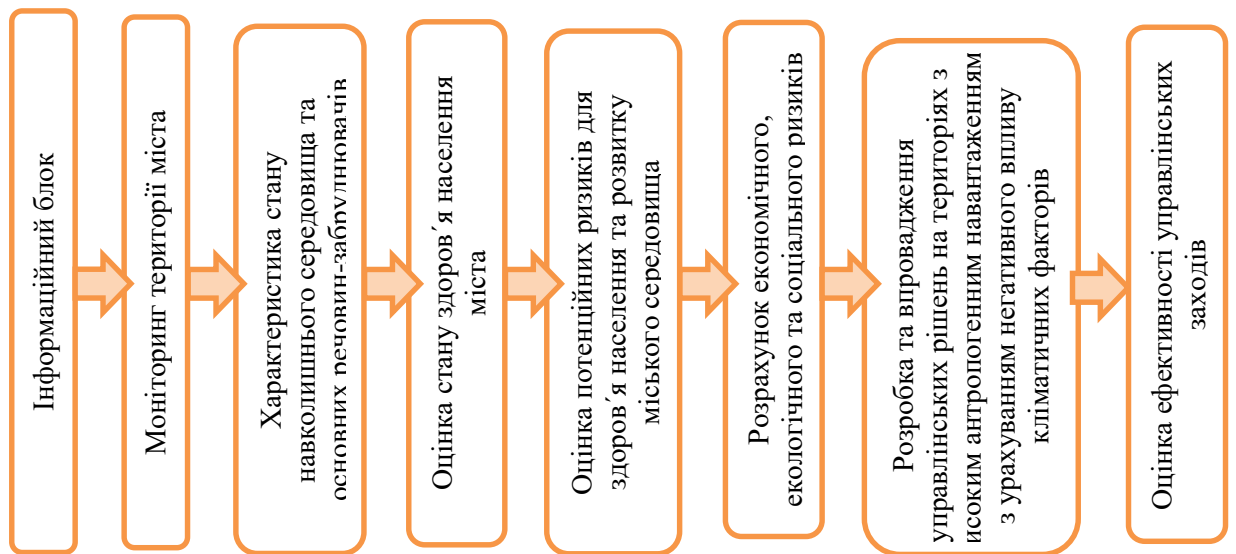 Інформаційний блок
Моніторинг території міста
Характеристика стану
навколишнього середовища та
основних речовин-забруднювачів
Оцінка стану здоров´я населення
міста
Оцінка потенційних ризиків для
здоров´я населення та розвитку
міського середовища
Розрахунок економічного,
екологічного та соціального ризиків
Розробка та впровадження
управлінських рішень на територіях з
исоким антропогенним навантаженням
з урахуванням негативного впливу
кліматичних факторів
Оцінка ефективності управлінських
заходів